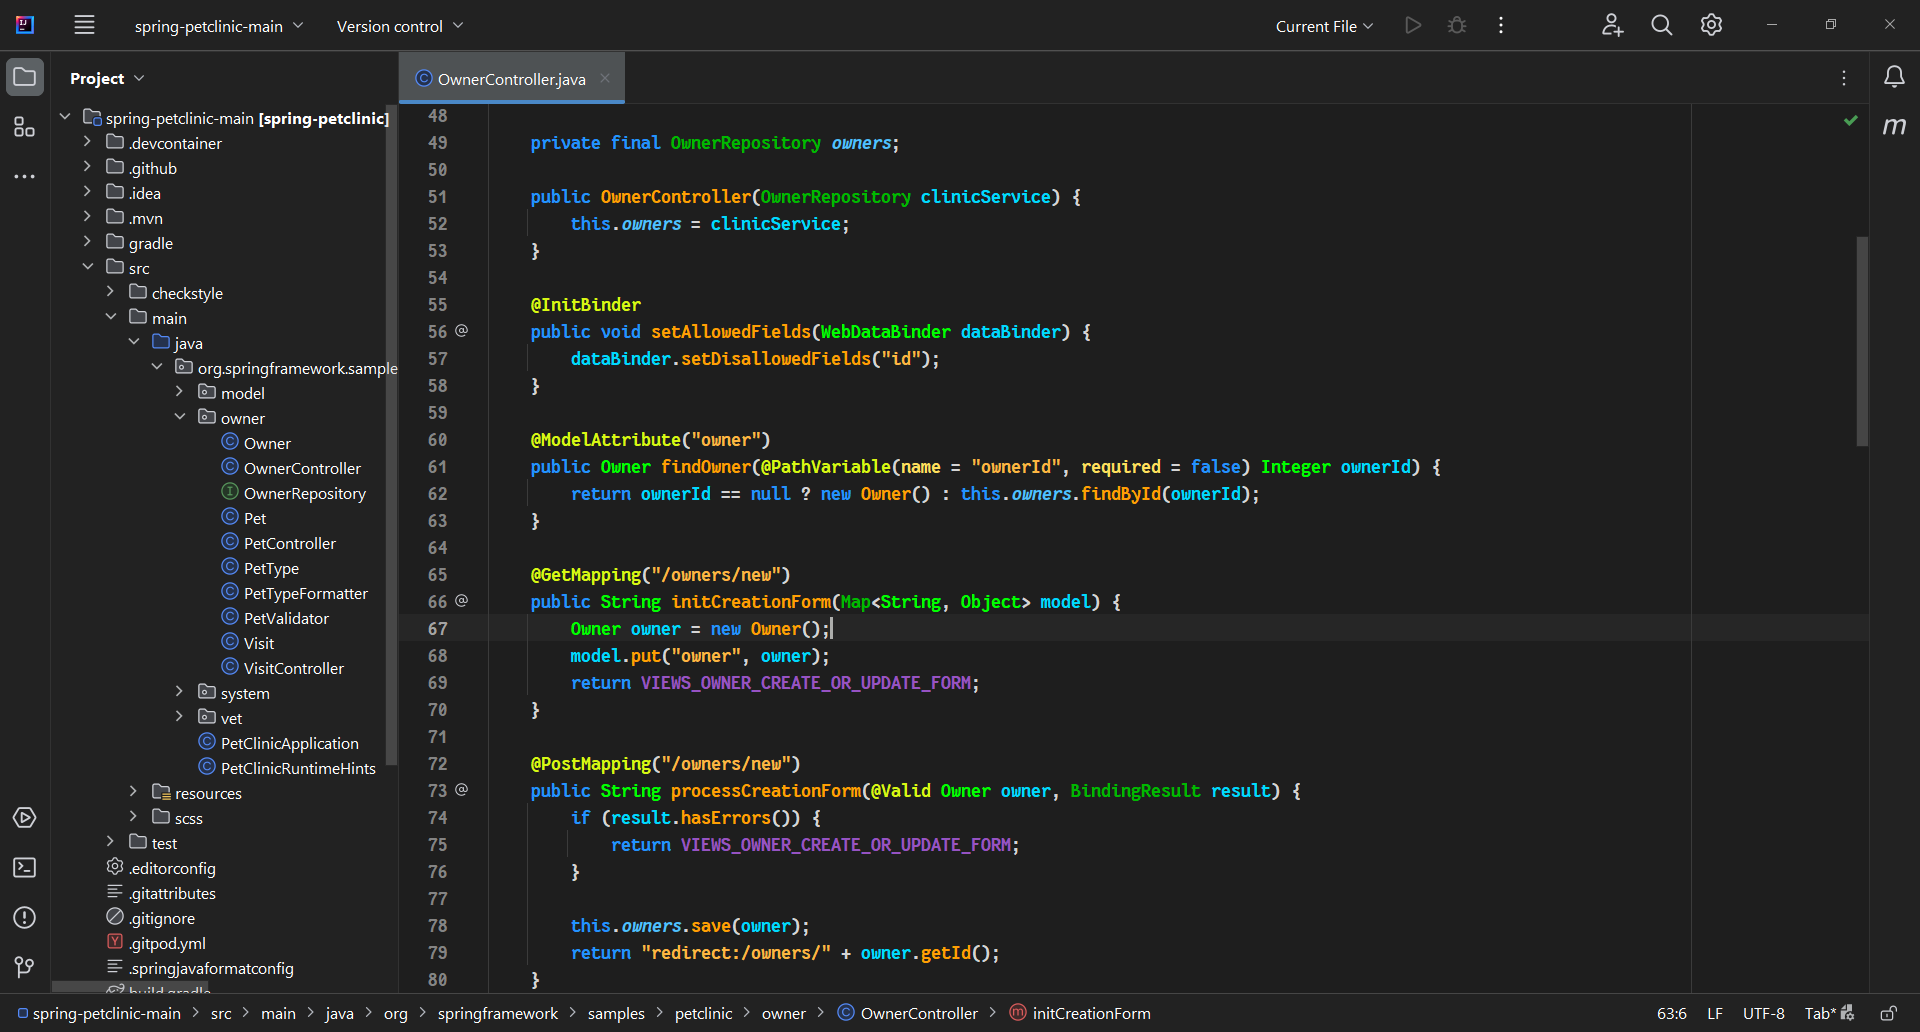 spring-petclinic-main
Version control
Current File
Project
OwnerController.java
spring-petclinic-main [spring-petclinic]
.devcontainer
.github
.idea
.mvn
gradle
src
checkstyle
main
java
org.springframework.sample
model
owner
Owner
OwnerController
OwnerRepository
Pet
PetController
PetType
PetTypeFormatter
PetValidator
Visit
VisitController
system
vet
PetClinicApplication
PetClinicRuntimeHints
resources
scss
test
.editorconfig
.gitattributes
.gitignore
.gitpod.yml
.springjavaformatconfig
build.gradle
48
49 private final OwnerRepository owners;
50
51 public OwnerController(OwnerRepository clinicService) {
52 this.owners = clinicService;
53 }
54
55 @InitBinder
56 @ public void setAllowedFields(WebDataBinder dataBinder) {
57 dataBinder.setDisallowedFields("id");
58 }
59
60 @ModelAttribute("owner")
61 public Owner findOwner(@PathVariable(name = "ownerId", required = false) Integer ownerId) {
62 return ownerId == null ? new Owner() : this.owners.findById(ownerId);
63 }
64
65 @GetMapping("/owners/new")
66 @ public String initCreationForm(Map<String, Object> model) {
67 Owner owner = new Owner();
68 model.put("owner", owner);
69 return VIEWS_OWNER_CREATE_OR_UPDATE_FORM;
70 }
71
72 @PostMapping("/owners/new")
73 @ public String processCreationForm(@Valid Owner owner, BindingResult result) {
74 if (result.hasErrors()) {
75 return VIEWS_OWNER_CREATE_OR_UPDATE_FORM;
76 }
77
78 this.owners.save(owner);
79 return "redirect:/owners/" + owner.getId();
80 }
m
spring-petclinic-main > src > main > java > org > springframework > samples > petclinic > owner > OwnerController > initCreationForm
63:6 LF UTF-8 Tab*